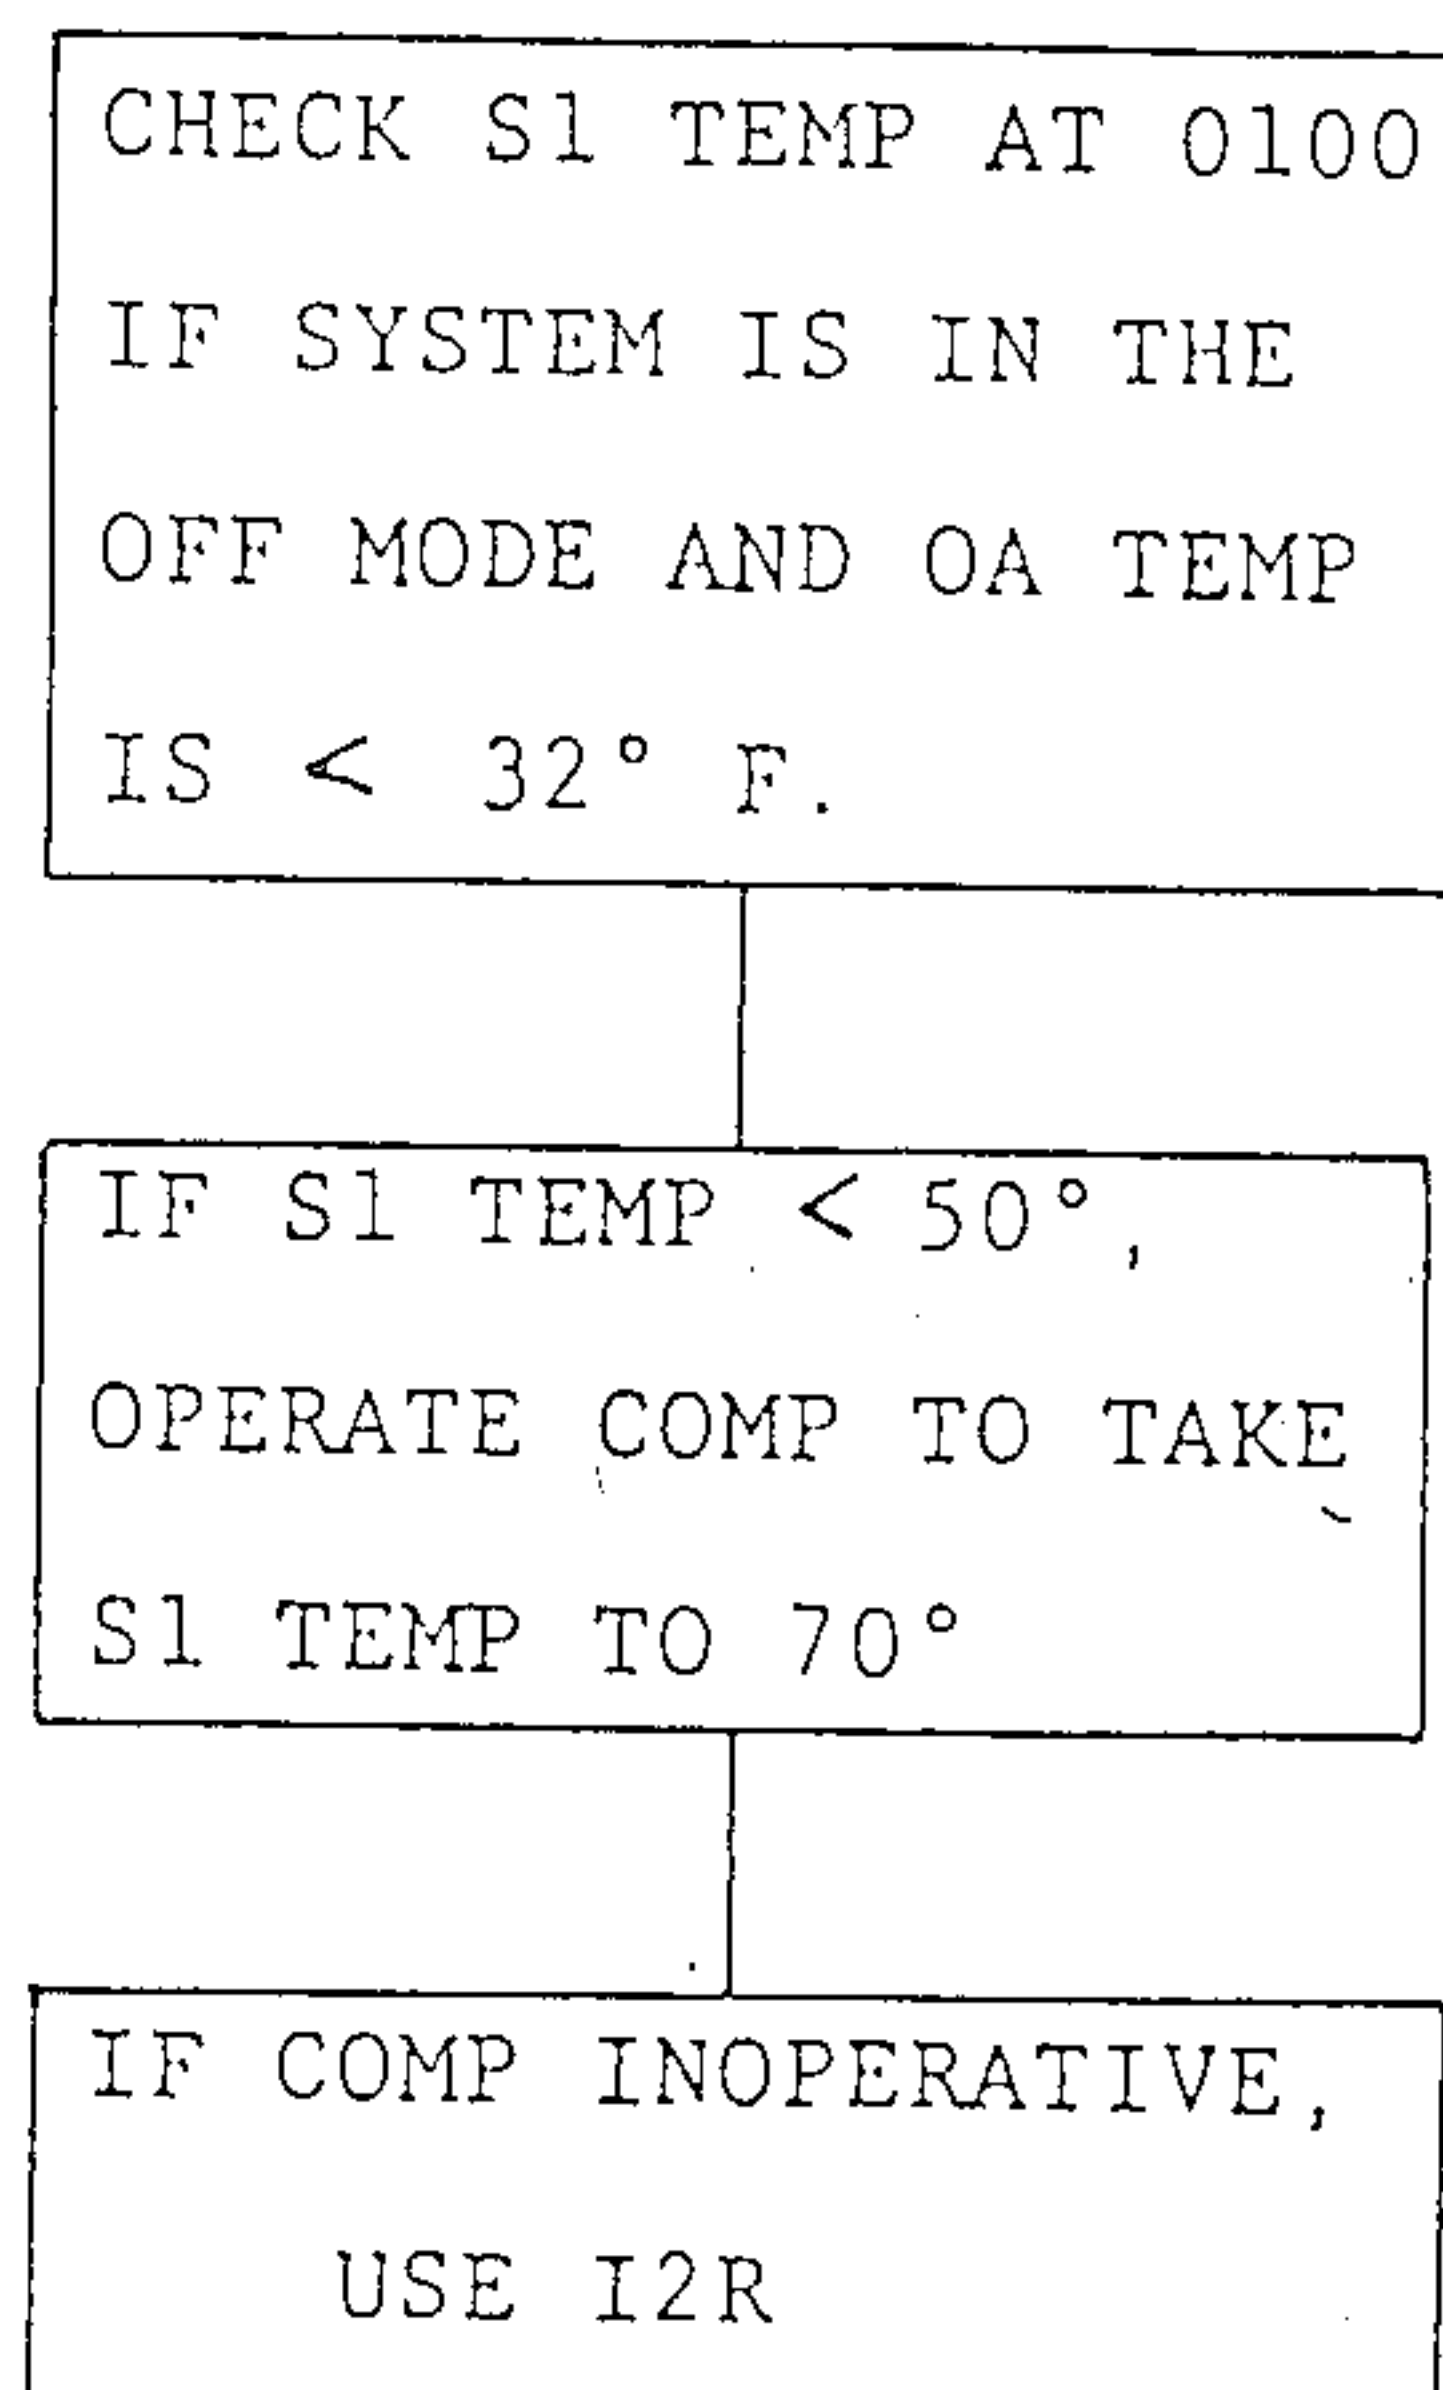 CHECK S1 TEMP AT 0100
IF SYSTEM IS IN THE
OFF MODE AND OA TEMP
IS < 32° F.
IF S1 TEMP < 50°,
OPERATE COMP TO TAKE
S1 TEMP TO 70°
IF COMP INOPERATIVE,
USE I2R